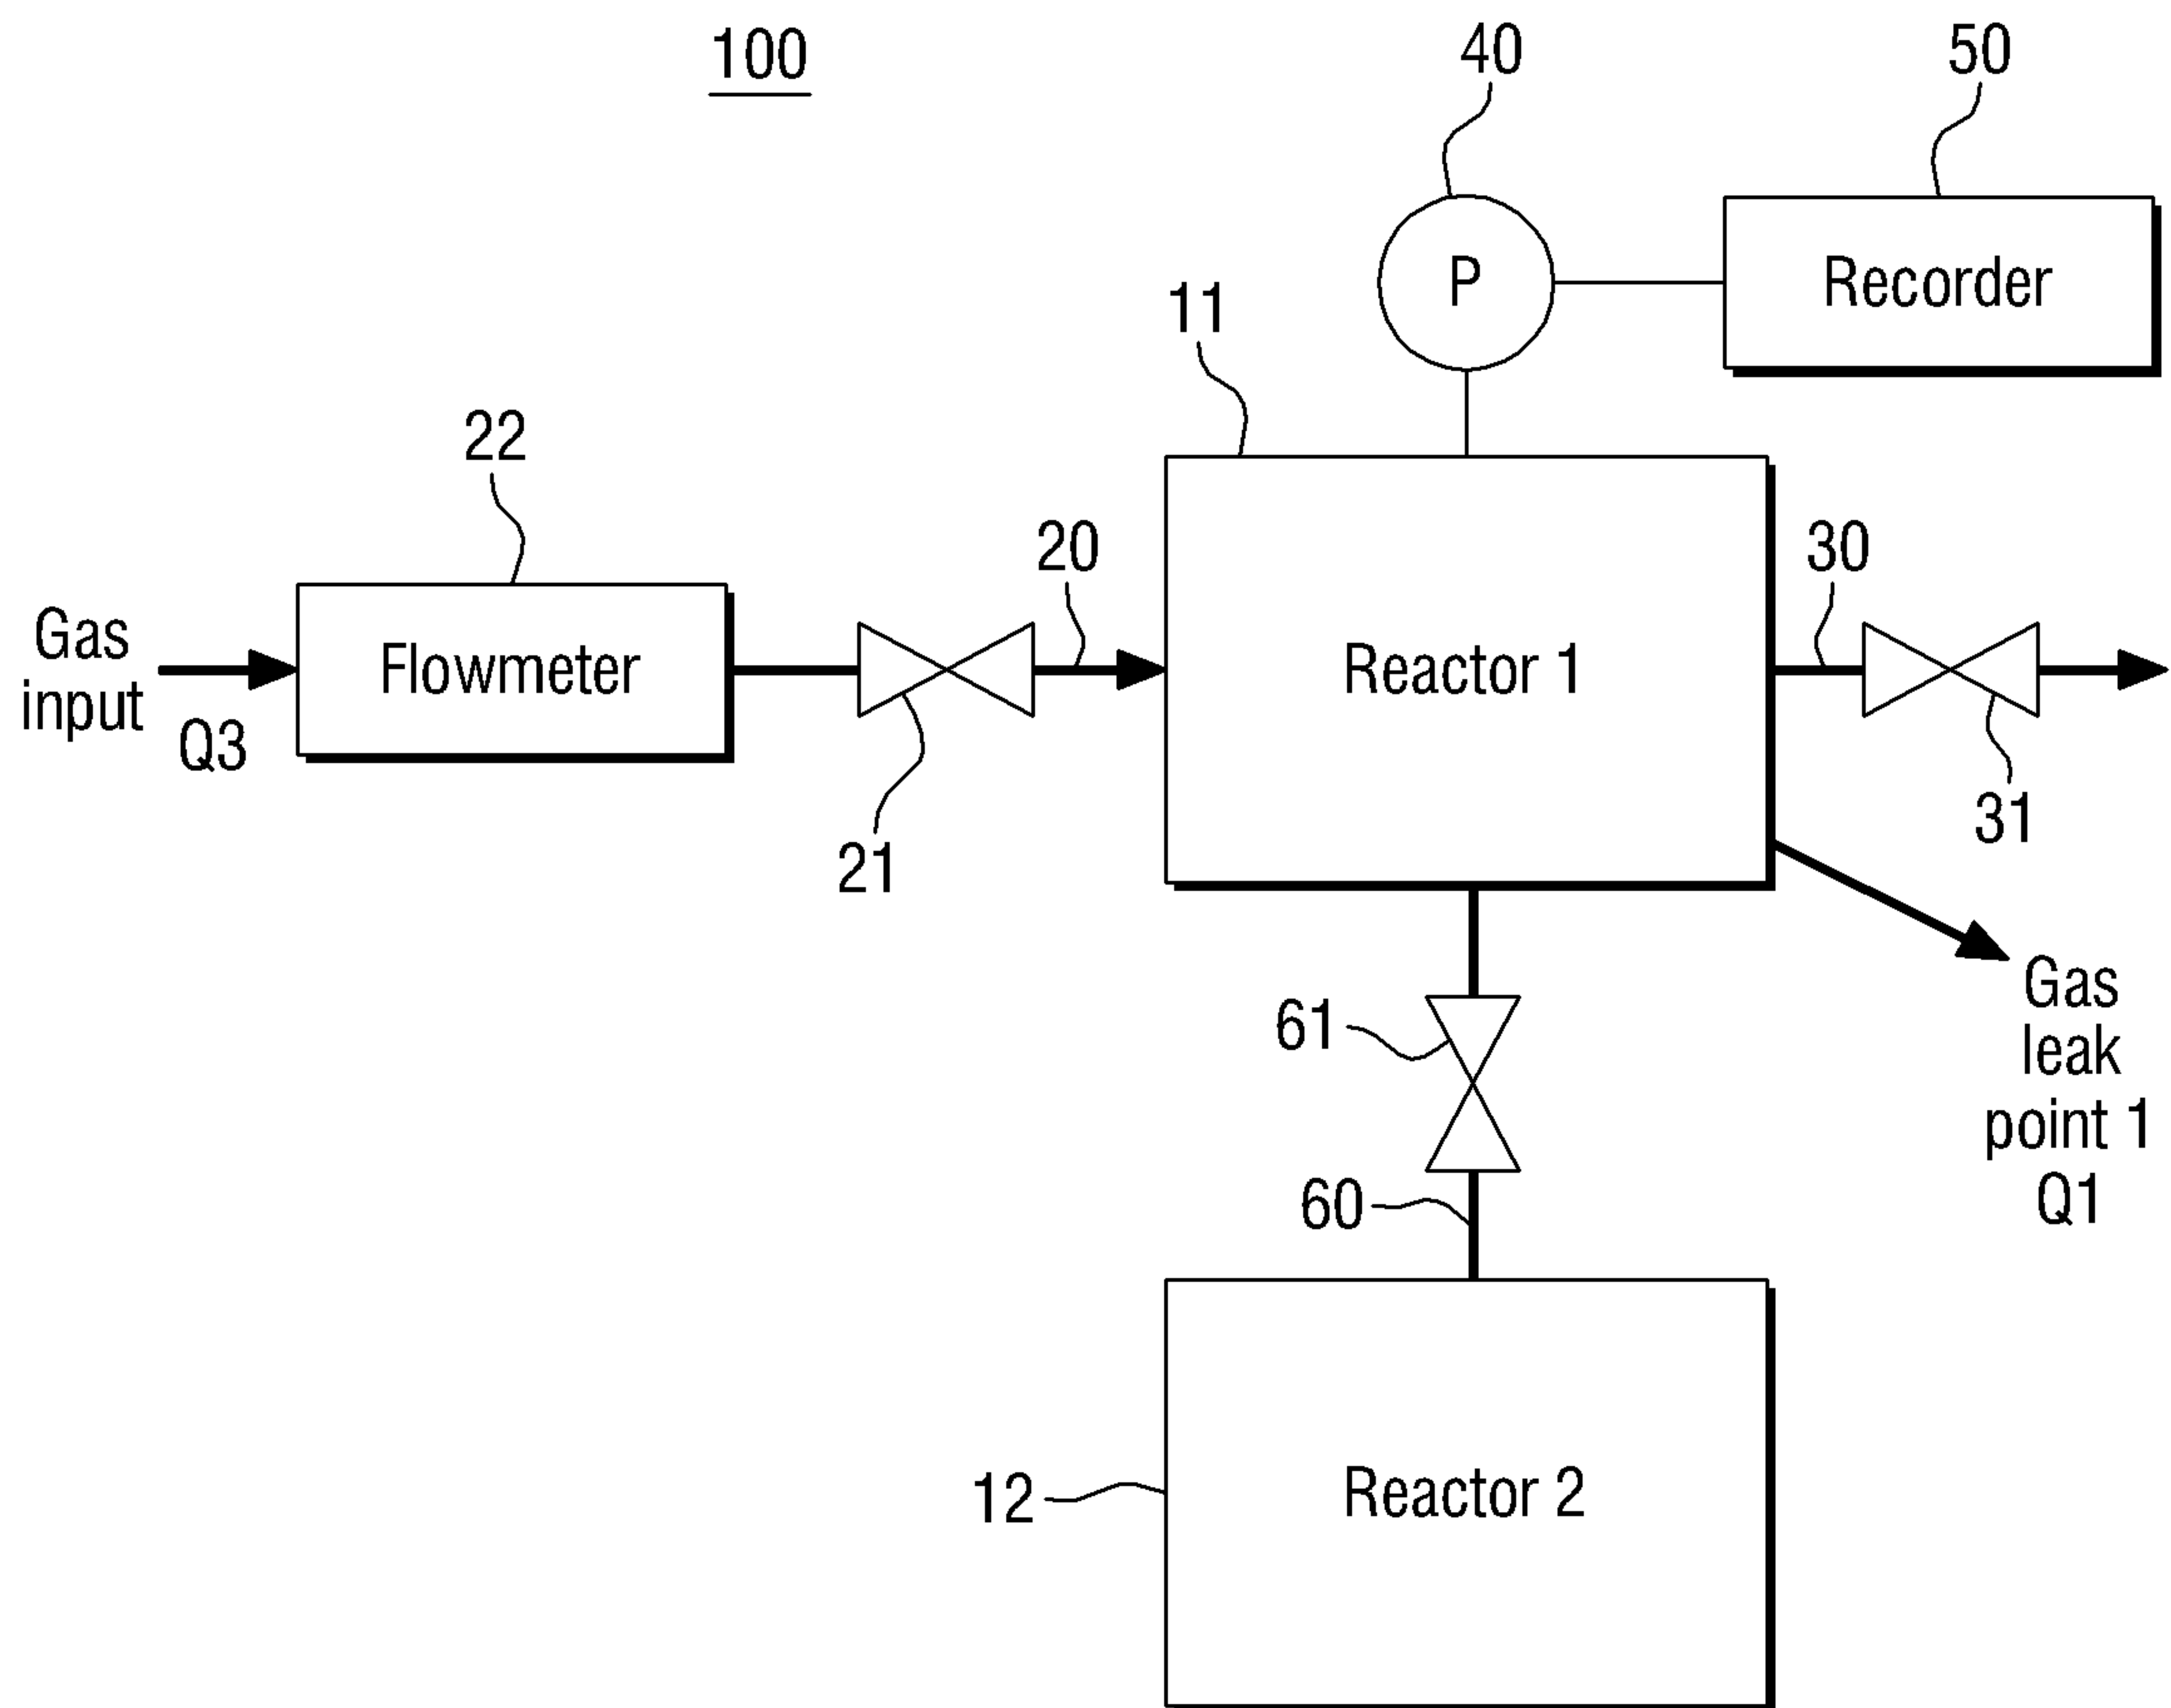 100
40
50
P
Recorder
11
22
20
30
Gas
input
Q3
Flowmeter
Reactor 1
21
31
Gas
leak
point 1
Q1
61
60
12
Reactor 2